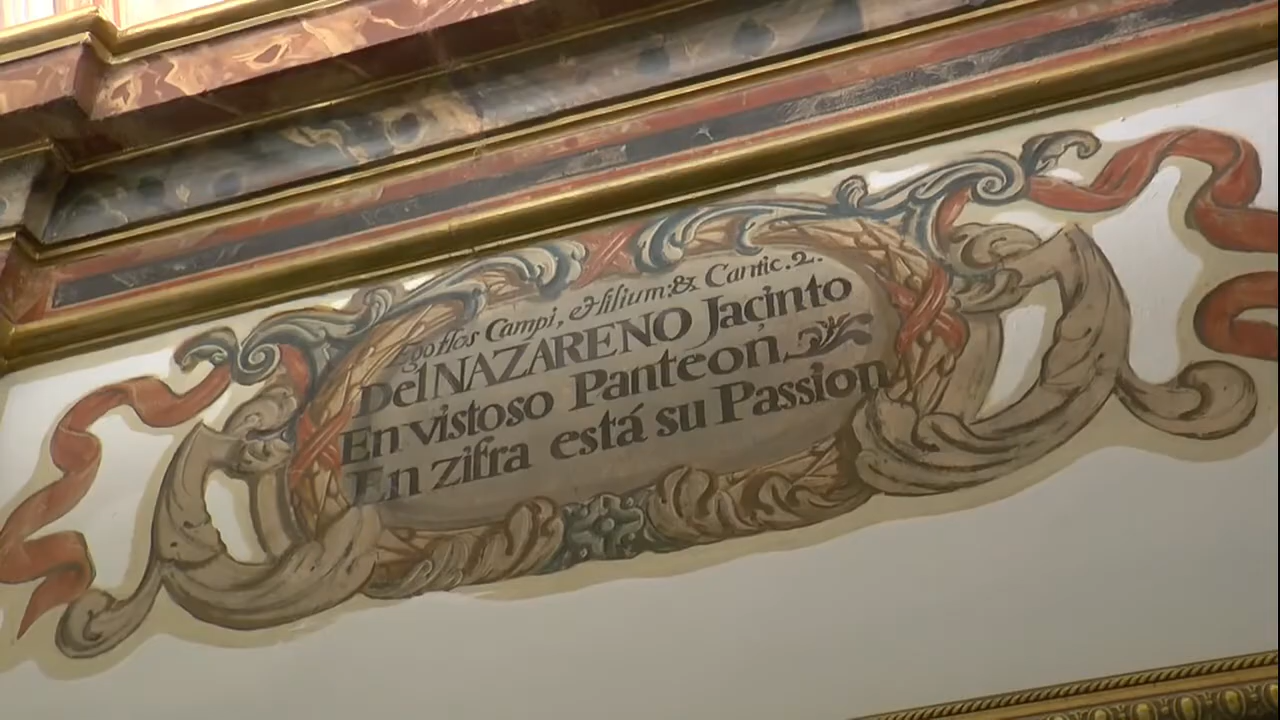 Ego flos Campi, & lilium: & Cantic. 2.
Del NAZARENO Jacinto
En vistoso Panteon,
En zifra está su Passion